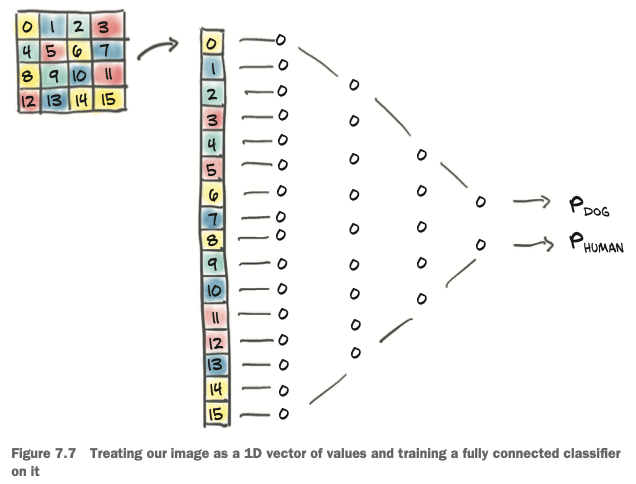 0 1 2 3
4 5 6 7
8 9 10 11
12 13 14 15
0
1
2
3
4
5
6
7
8
9
10
11
12
13
14
15
P DOG
P HUMAN
Figure 7.7 Treating our image as a 1D vector of values and training a fully connected classifier
on it